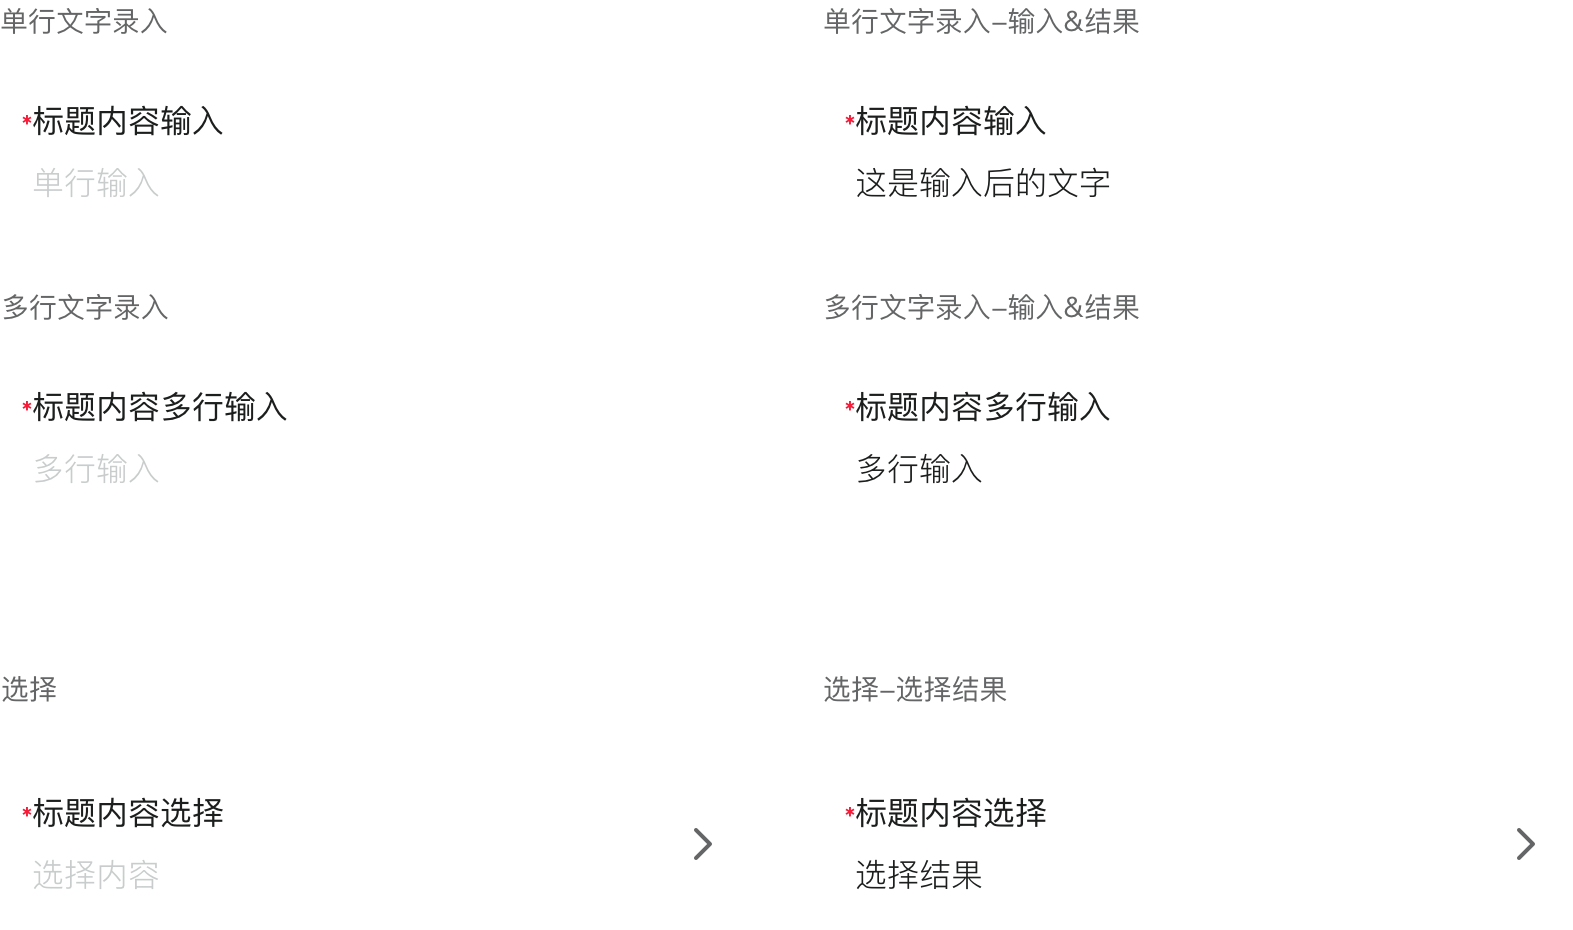 单行文字录入
单行文字录入–输入&结果
*标题内容输入
*标题内容输入
单行输入
这是输入后的文字
多行文字录入
多行文字录入–输入&结果
*标题内容多行输入
*标题内容多行输入
多行输入
多行输入
选择
选择–选择结果
*标题内容选择
*标题内容选择
选择内容
选择结果